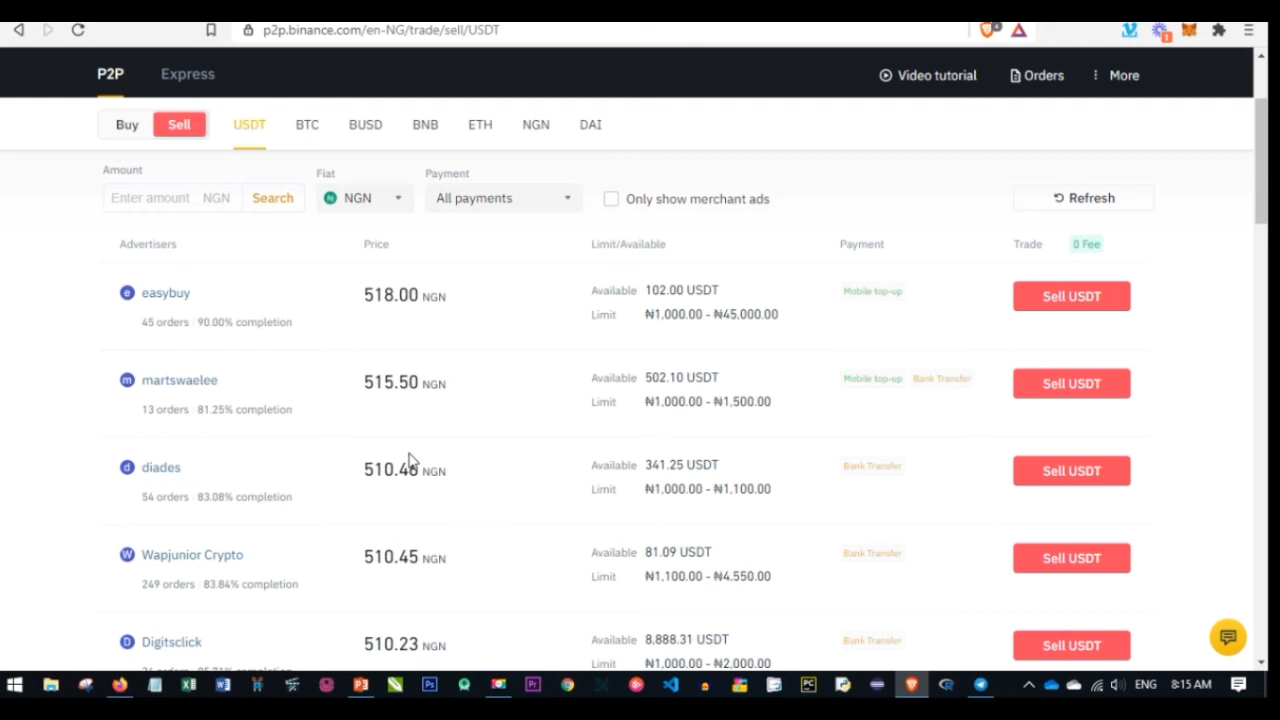 p2p.binance.com/en-NG/trade/sell/USDT
P2P Express Video tutorial Orders More
Buy Sell USDT BTC BUSD BNB ETH NGN DAI
Amount Fiat Payment
Enter amount NGN Search NGN All payments Only show merchant ads Refresh
Advertisers Price Limit/Available Payment Trade 0 Fee
easybuy 518.00 NGN Available 102.00 USDT Mobile top-up Sell USDT
45 orders 90.00% completion Limit ₦1,000.00 - ₦45,000.00
martswaelee 515.50 NGN Available 502.10 USDT Mobile top-up Bank Transfer Sell USDT
13 orders 81.25% completion Limit ₦1,000.00 - ₦1,500.00
diades NGN Available 341.25 USDT Bank Transfer Sell USDT
54 orders 83.08% completion Limit ₦1,000.00 - ₦1,100.00
Wapjunior Crypto 510.45 NGN Available 81.09 USDT Bank Transfer Sell USDT
249 orders 83.84% completion Limit ₦1,100.00 - ₦4,550.00
Digitsclick 510.23 NGN Available 8,888.31 USDT Bank Transfer Sell USDT
Limit ₦1,000.00 - ₦2,000.00
ENG 8:15 AM